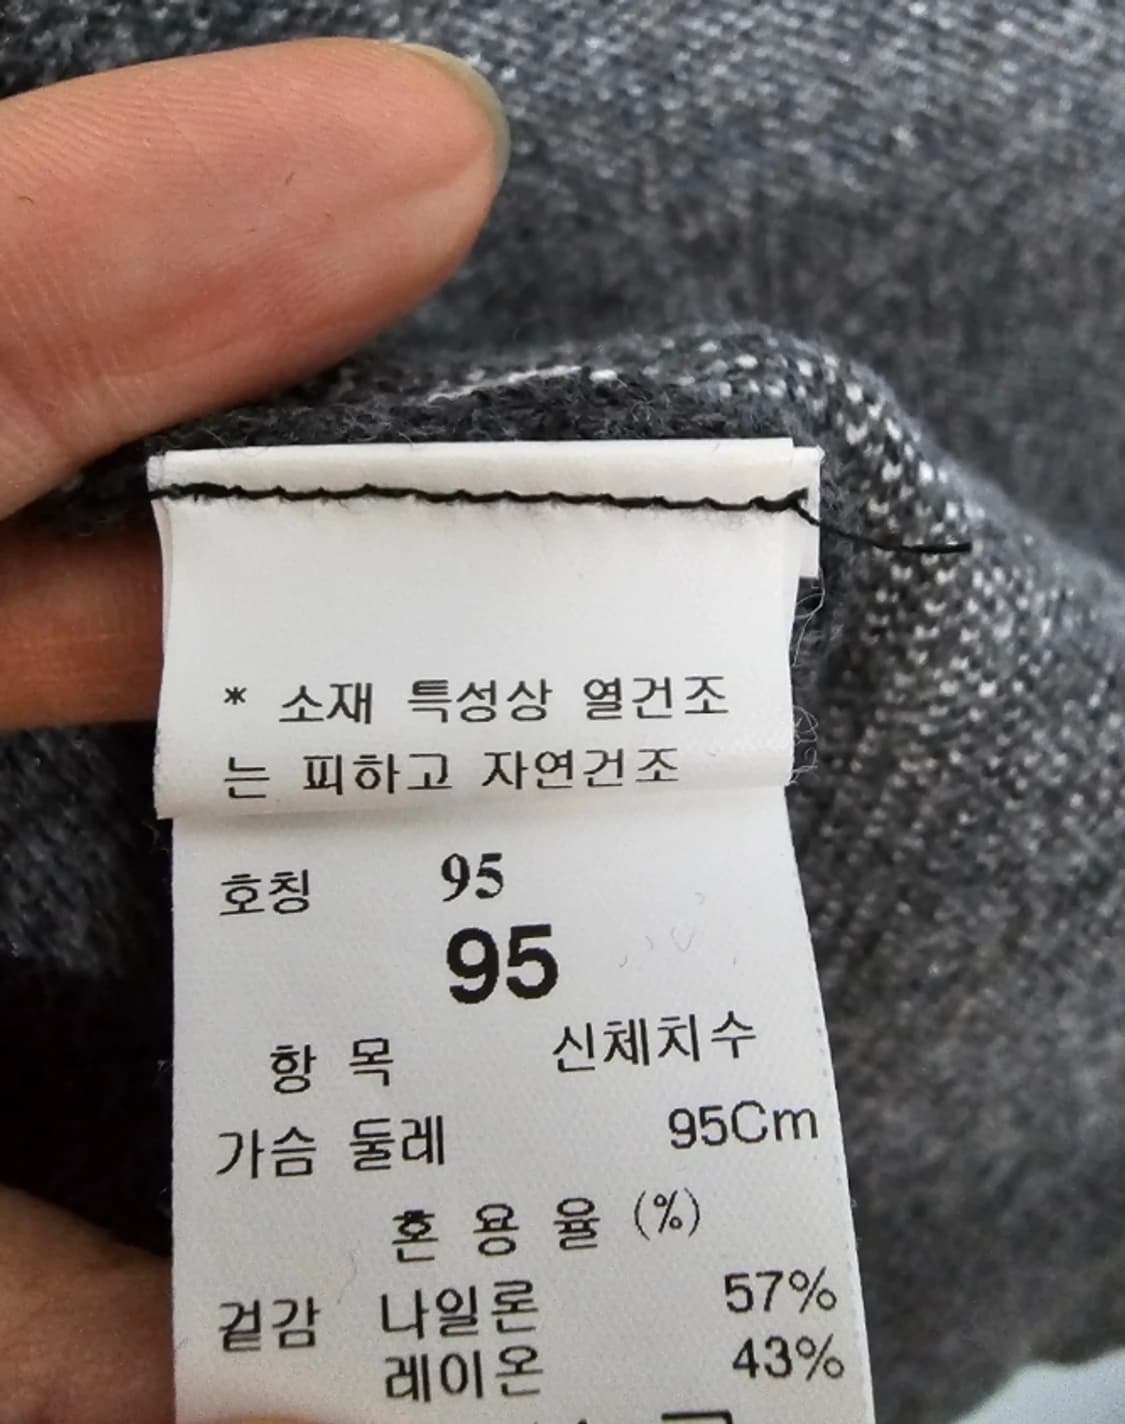 * 소재 특성상 열건조
는 피하고 자연건조
호칭 95
95
항 목 신체치수
가슴 둘레 95Cm
혼 용 율 (%)
겉감 나일론 57%
레이온 43%